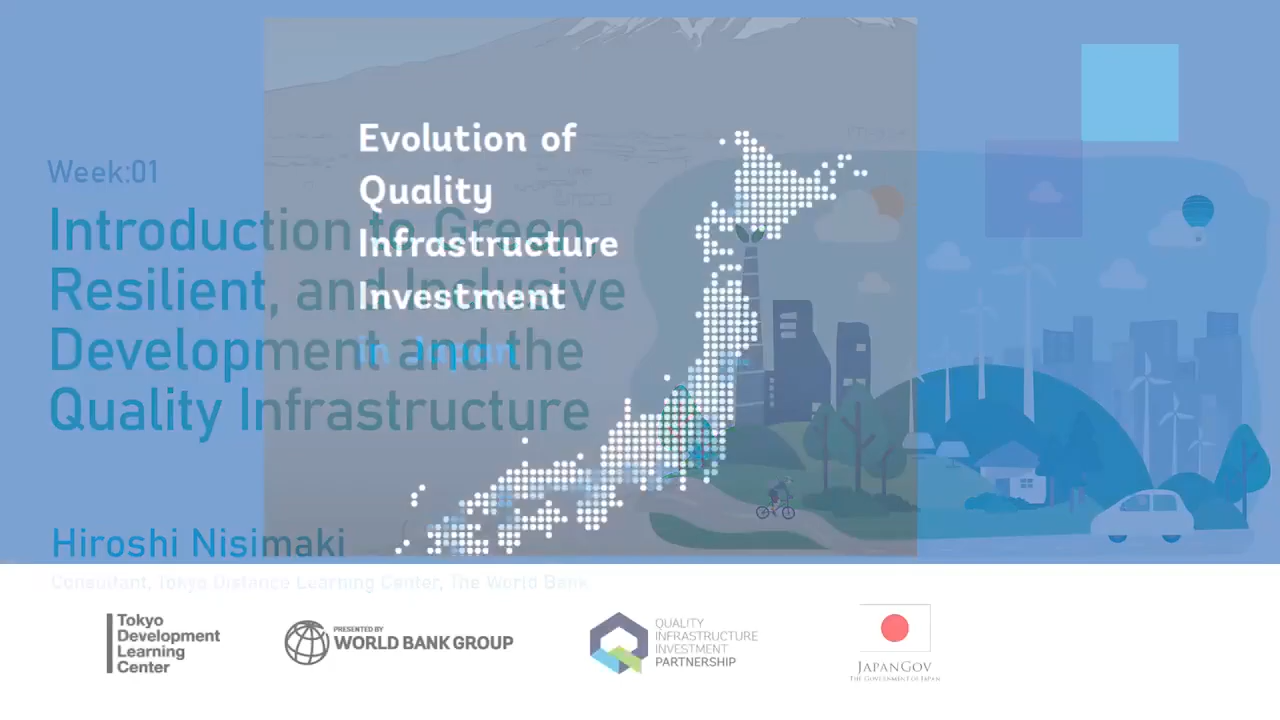 Evolution of
Quality
Infrastructure
Investment
in Japan
Week:01
Introduction to Green,
Resilient, and Inclusive
Development and the
Quality Infrastructure
Hiroshi Nisimaki
Consultant, Tokyo Distance Learning Center, The World Bank
Tokyo
Development
Learning
Center
PRESENTED BY
WORLD BANK GROUP
QUALITY
INFRASTRUCTURE
INVESTMENT
PARTNERSHIP
JAPANGOV
THE GOVERNMENT OF JAPAN